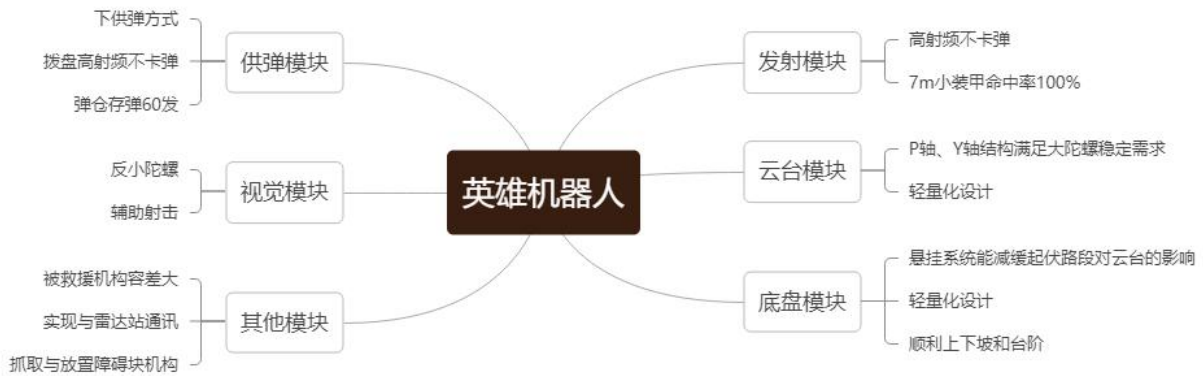 下供弹方式
拨盘高射频不卡弹
弹仓存弹60发
供弹模块
反小陀螺
辅助射击
视觉模块
被救援机构容差大
实现与雷达站通讯
抓取与放置障碍块机构
其他模块
英雄机器人
发射模块
高射频不卡弹
7m小装甲命中率100%
云台模块
P轴、Y轴结构满足大陀螺稳定需求
轻量化设计
底盘模块
悬挂系统能减缓起伏路段对云台的影响
轻量化设计
顺利上下坡和台阶